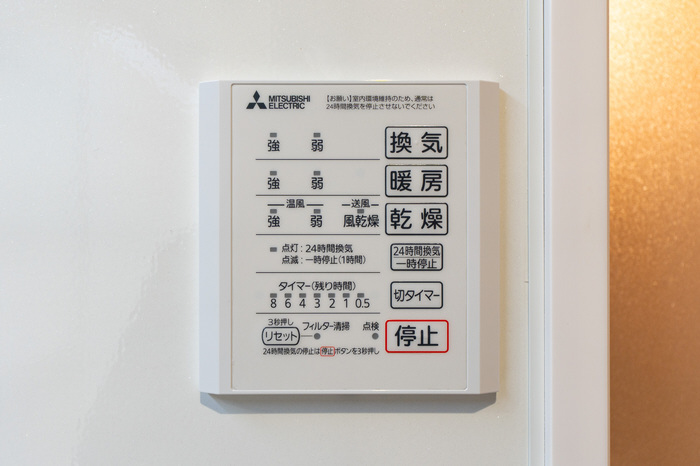 MITSUBISHI
ELECTRIC
【お願い】室内環境維持のため、通常は
24時間換気を停止させないでください
強 弱 換気
強 弱 暖房
温風 送風
強 弱 風乾燥 乾燥
点灯:24時間換気
点滅:一時停止(1時間)
24時間換気
一時停止
タイマー(残り時間)
8 6 4 3 2 1 0.5
切タイマー
3秒押し
リセット フィルター清掃 点検
24時間換気の停止は停止ボタンを3秒押し
停止